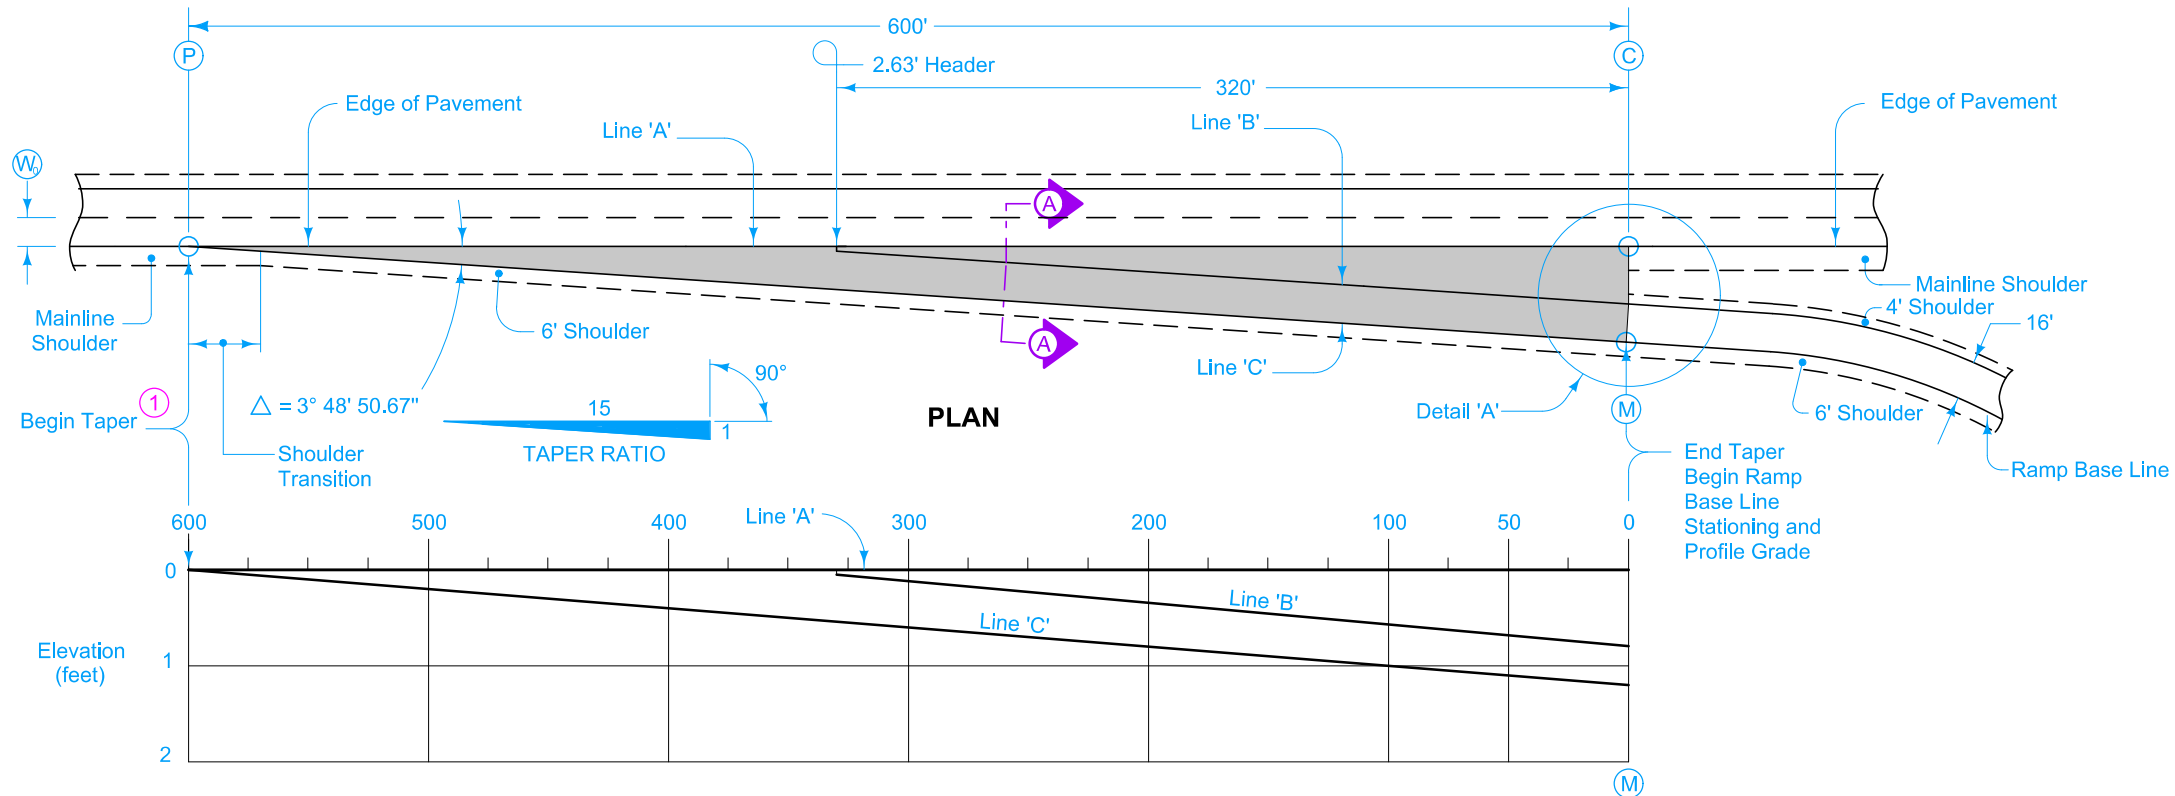 600'
P
C
2.63' Header
320'
Edge of Pavement
Edge of Pavement
Line 'A'
Line 'B'
W₀
A
Mainline Shoulder
4' Shoulder
16'
Mainline
Shoulder
6' Shoulder
A
Line 'C'
90°
1
Begin Taper
△ = 3° 48' 50.67"
15
1
TAPER RATIO
PLAN
Detail 'A'
M
6' Shoulder
Shoulder
Transition
End Taper
Begin Ramp
Base Line
Stationing and
Profile Grade
Ramp Base Line
600
500
400
Line 'A'
300
200
100
50
0
0
Line 'B'
Line 'C'
Elevation
(feet)
1
2
M